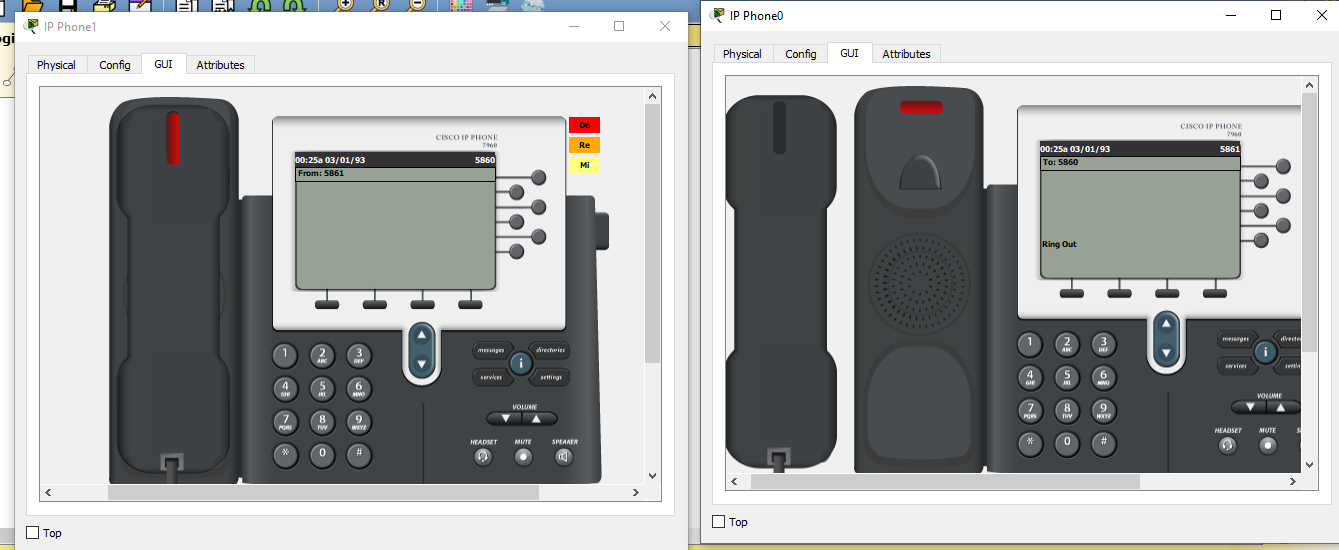 IP Phone1
Physical Config GUI Attributes
CISCO IP PHONE
7960
00:25a 03/01/93 5860
From: 5861
Do
Re
Mi
1 2 ABC 3 DEF
4 GHI 5 JKL 6 MNO
7 PQRS 8 TUV 9 WXYZ
* 0 #
messages directories
i
services settings
VOLUME
HEADSET MUTE SPEAKER
Top
IP Phone0
Physical Config GUI Attributes
CISCO IP PHONE
7960
00:25a 03/01/93 5861
To: 5860
Ring Out
1 2 ABC 3 DEF
4 GHI 5 JKL 6 MNO
7 PQRS 8 TUV 9 WXYZ
* 0 #
messages
i
services
VOLUME
HEADSET MUTE
Top